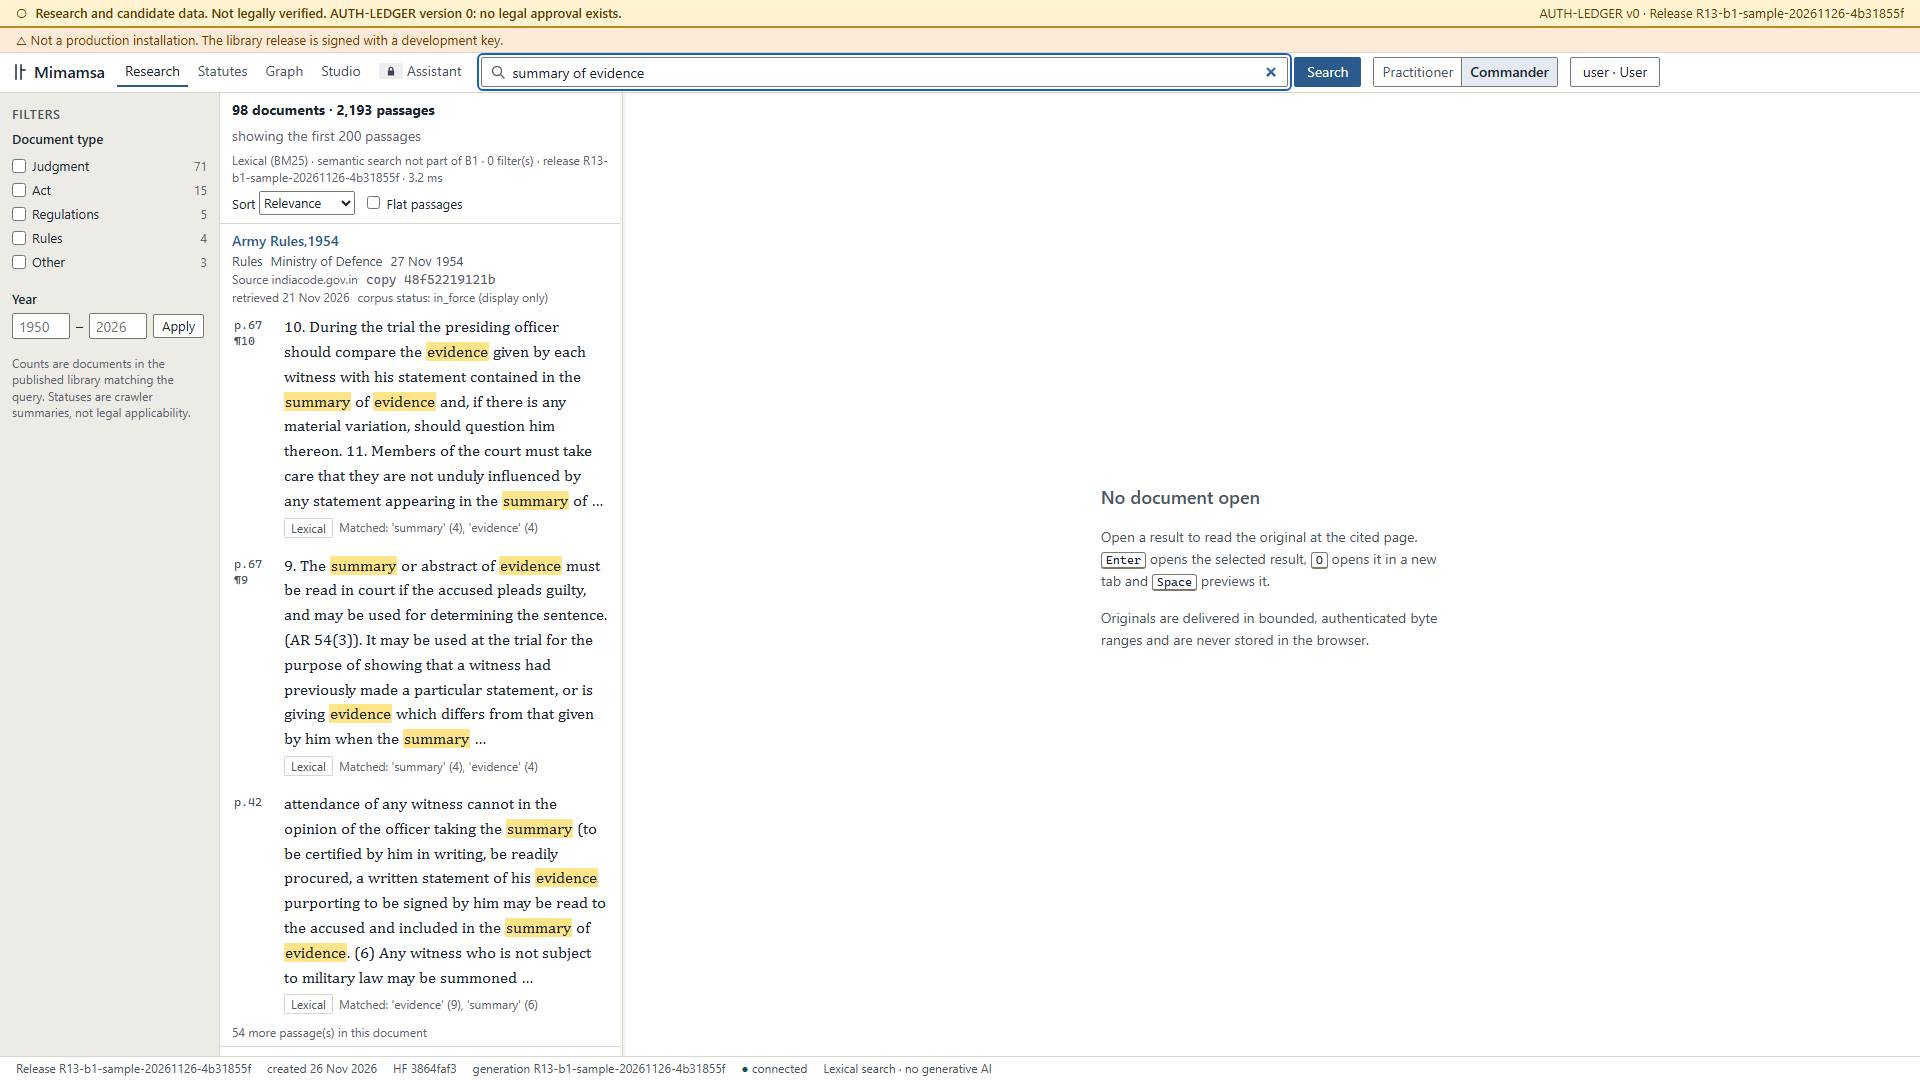 Research and candidate data. Not legally verified. AUTH-LEDGER version 0: no legal approval exists.
AUTH-LEDGER v0 · Release R13-b1-sample-20261126-4b31855f
⚠ Not a production installation. The library release is signed with a development key.
Mimamsa
Research
Statutes
Graph
Studio
Assistant
summary of evidence
Search
Practitioner
Commander
user · User
FILTERS
Document type
Judgment 71
Act 15
Regulations 5
Rules 4
Other 3
Year
1950 – 2026 Apply
Counts are documents in the
published library matching the
query. Statuses are crawler
summaries, not legal applicability.
98 documents · 2,193 passages
showing the first 200 passages
Lexical (BM25) · semantic search not part of B1 · 0 filter(s) · release R13-
b1-sample-20261126-4b31855f · 3.2 ms
Sort Relevance Flat passages
Army Rules,1954
Rules Ministry of Defence 27 Nov 1954
Source indiacode.gov.in copy 48f52219121b
retrieved 21 Nov 2026 corpus status: in_force (display only)
p.67
¶10
10. During the trial the presiding officer
should compare the evidence given by each
witness with his statement contained in the
summary of evidence and, if there is any
material variation, should question him
thereon. 11. Members of the court must take
care that they are not unduly influenced by
any statement appearing in the summary of ...
Lexical Matched: 'summary' (4), 'evidence' (4)
p.67
¶9
9. The summary or abstract of evidence must
be read in court if the accused pleads guilty,
and may be used for determining the sentence.
(AR 54(3)). It may be used at the trial for the
purpose of showing that a witness had
previously made a particular statement, or is
giving evidence which differs from that given
by him when the summary ...
Lexical Matched: 'summary' (4), 'evidence' (4)
p.42
attendance of any witness cannot in the
opinion of the officer taking the summary (to
be certified by him in writing, be readily
procured, a written statement of his evidence
purporting to be signed by him may be read to
the accused and included in the summary of
evidence. (6) Any witness who is not subject
to military law may be summoned ...
Lexical Matched: 'evidence' (9), 'summary' (6)
54 more passage(s) in this document
No document open
Open a result to read the original at the cited page.
Enter opens the selected result, O opens it in a new
tab and Space previews it.
Originals are delivered in bounded, authenticated byte
ranges and are never stored in the browser.
Release R13-b1-sample-20261126-4b31855f created 26 Nov 2026 HF 3864faf3 generation R13-b1-sample-20261126-4b31855f ● connected Lexical search · no generative AI